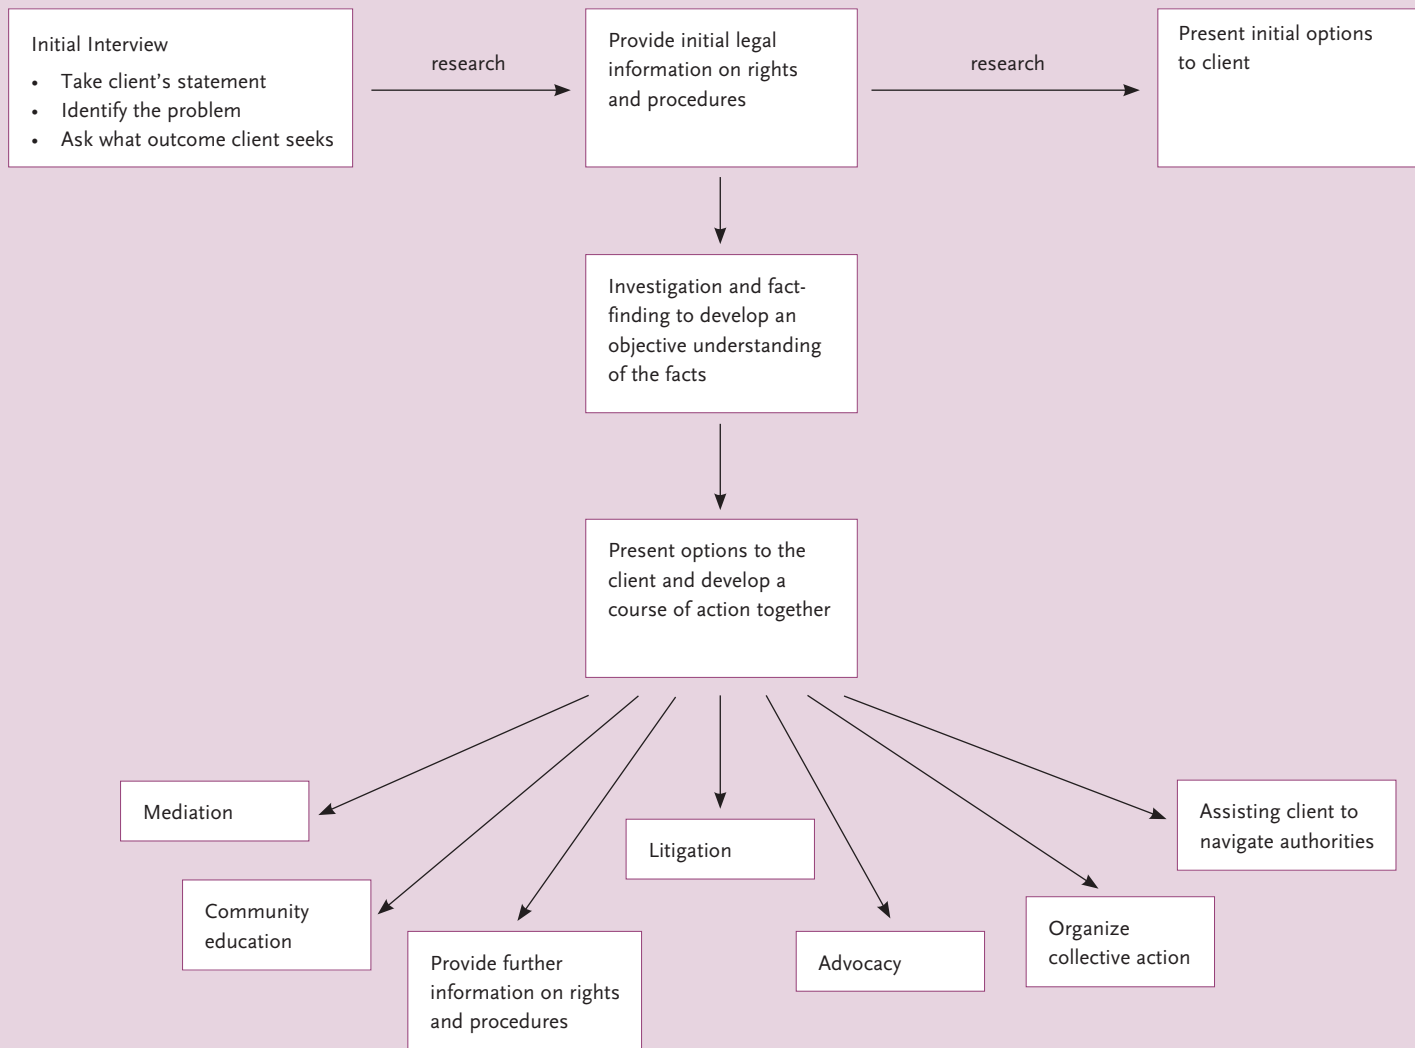 Initial Interview
• Take client’s statement
• Identify the problem
• Ask what outcome client seeks
research
Provide initial legal
information on rights
and procedures
research
Present initial options
to client
Investigation and fact-
finding to develop an
objective understanding
of the facts
Present options to the
client and develop a
course of action together
Mediation
Community
education
Provide further
information on rights
and procedures
Litigation
Advocacy
Organize
collective action
Assisting client to
navigate authorities